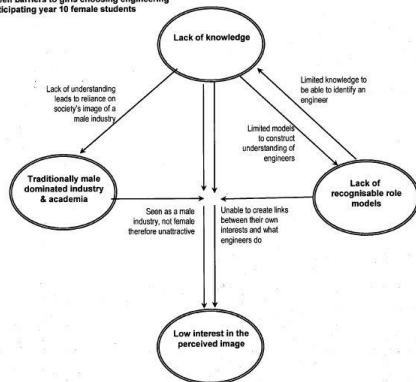 barriers to girls choosing engineering
year 10 female students
Lack of knowledge
Lack of understanding
leads to reliance on
society's image of a
male industry
Limited knowledge to
be able to identify an
engineer
Limited models
to construct
understanding of
engineers
Traditionally male
dominated industry
& academia
Lack of
recognisable role
models
Seen as a male
industry, not female
therefore unattractive
Unable to create links
between their own
interests and what
engineers do
Low interest in the
perceived image